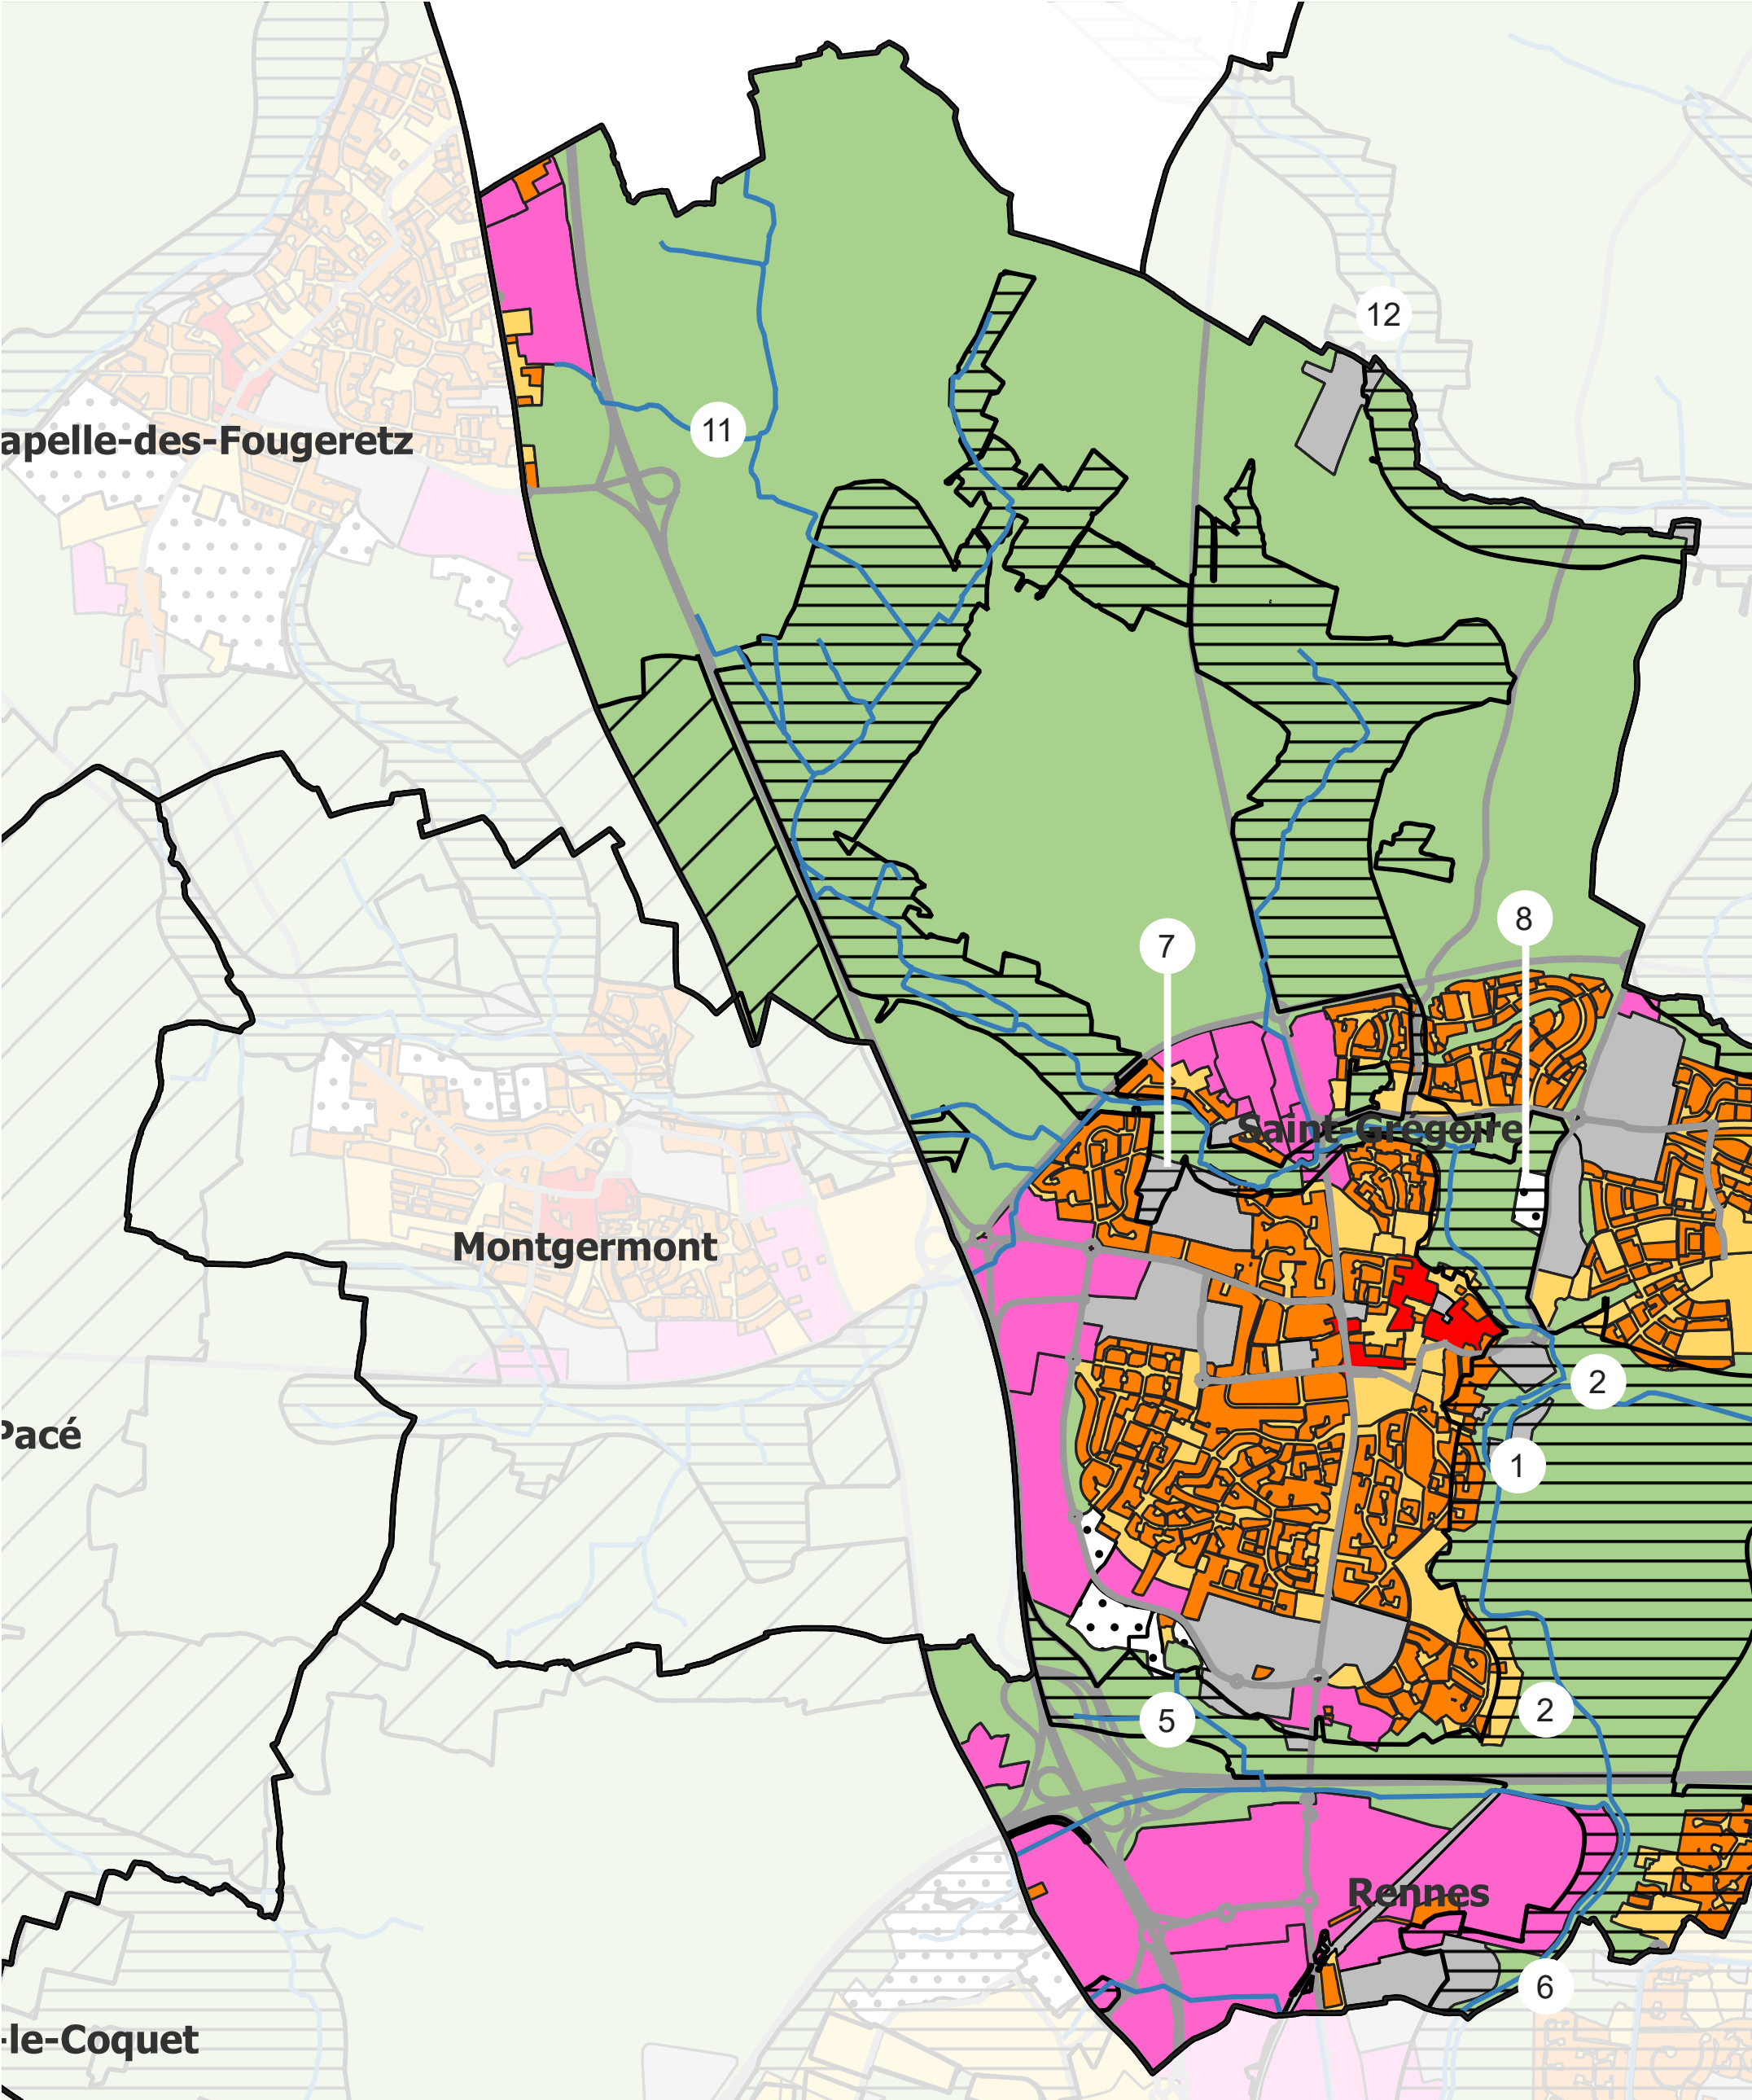 12
11
apelle-des-Fougeretz
8
7
Saint-Grégoire
Montgermont
2
Pacé
1
2
5
Rennes
6
-le-Coquet